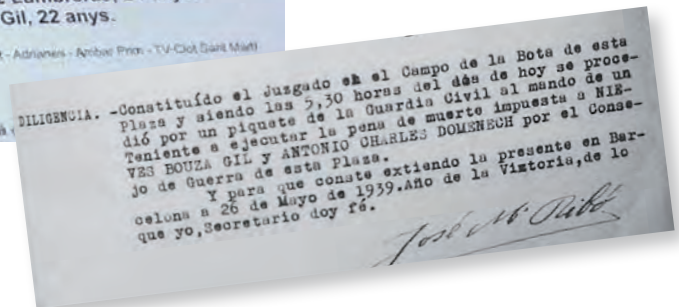 Gil, 22 anys.
- Adrianes - Ambar Prim - TV-Clot Sant Martí
DILIGENCIA. -Constituído el Juzgado en el Campo de la Bota de esta
Plaza y siendo las 5,30 horas del día de hoy se proce-
dió por un piquete de la Guardia Civil al mando de un
Teniente a ejecutar la pena de muerte impuesta a NIE-
VES BOUZA GIL y ANTONIO CHARLES DOMENECH por el Conse-
jo de Guerra de esta Plaza.
Y para que conste extiendo la presente en Bar-
celona a 26 de Mayo de 1939.Año de la Victoria,de lo
que yo,Secretario doy fé.
José Mª Ribó